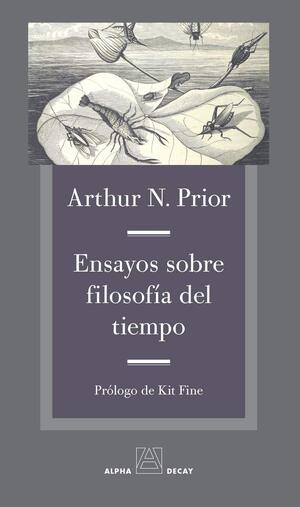 Arthur N. Prior
Ensayos sobre
filosofía del
tiempo
Prólogo de Kit Fine
ALPHA DECAY